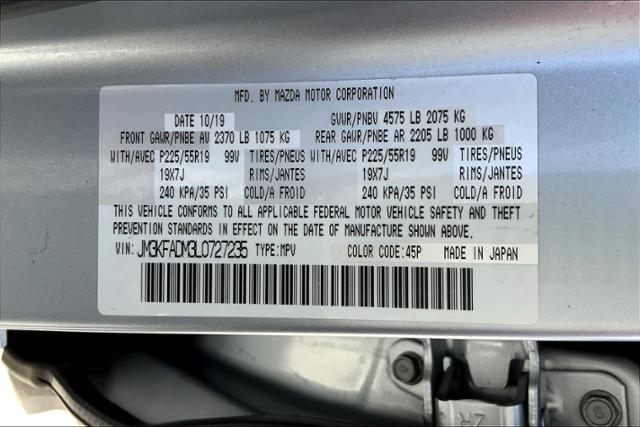 MFD. BY MAZDA MOTOR CORPORATION
DATE 10/19 GVWR/PNBV 4575 LB 2075 KG
FRONT GAWR/PNBE AV 2370 LB 1075 KG REAR GAWR/PNBE AR 2205 LB 1000 KG
WITH/AVEC P225/55R19 99V TIRES/PNEUS WITH/AVEC P225/55R19 99V TIRES/PNEUS
19X7J RIMS/JANTES 19X7J RIMS/JANTES
240 KPA/35 PSI COLD/A FROID 240 KPA/35 PSI COLD/A FROID
THIS VEHICLE CONFORMS TO ALL APPLICABLE FEDERAL MOTOR VEHICLE SAFETY AND THEFT
PREVENTION STANDARDS IN EFFECT ON THE DATE OF MANUFACTURE SHOWN ABOVE.
VIN: JM3KFADM3L0727235 TYPE:MPV COLOR CODE:45P MADE IN JAPAN
ZR